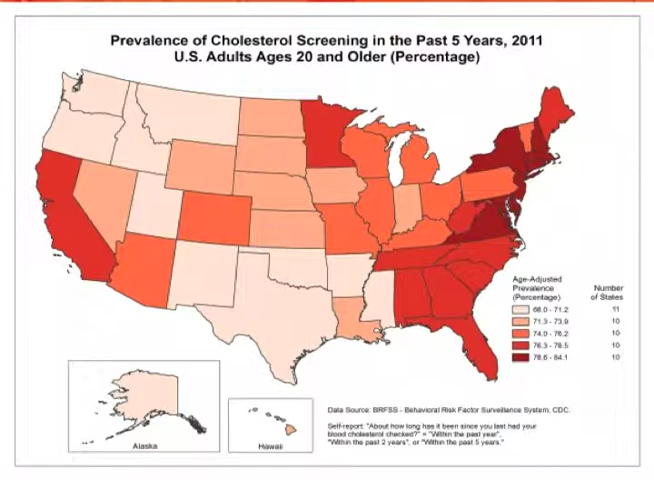 Prevalence of Cholesterol Screening in the Past 5 Years, 2011
U.S. Adults Ages 20 and Older (Percentage)
Age-Adjusted
Prevalence
(Percentage)
Number
of States
68.0 - 71.2 11
71.3 - 73.9 10
74.0 - 76.2 10
76.3 - 78.5 10
78.6 - 84.1 10
Data Source: BRFSS - Behavioral Risk Factor Surveillance System, CDC.
Self-report: "About how long has it been since you last had your
blood cholesterol checked?" = "Within the past year",
"Within the past 2 years", or "Within the past 5 years."
Alaska
Hawaii